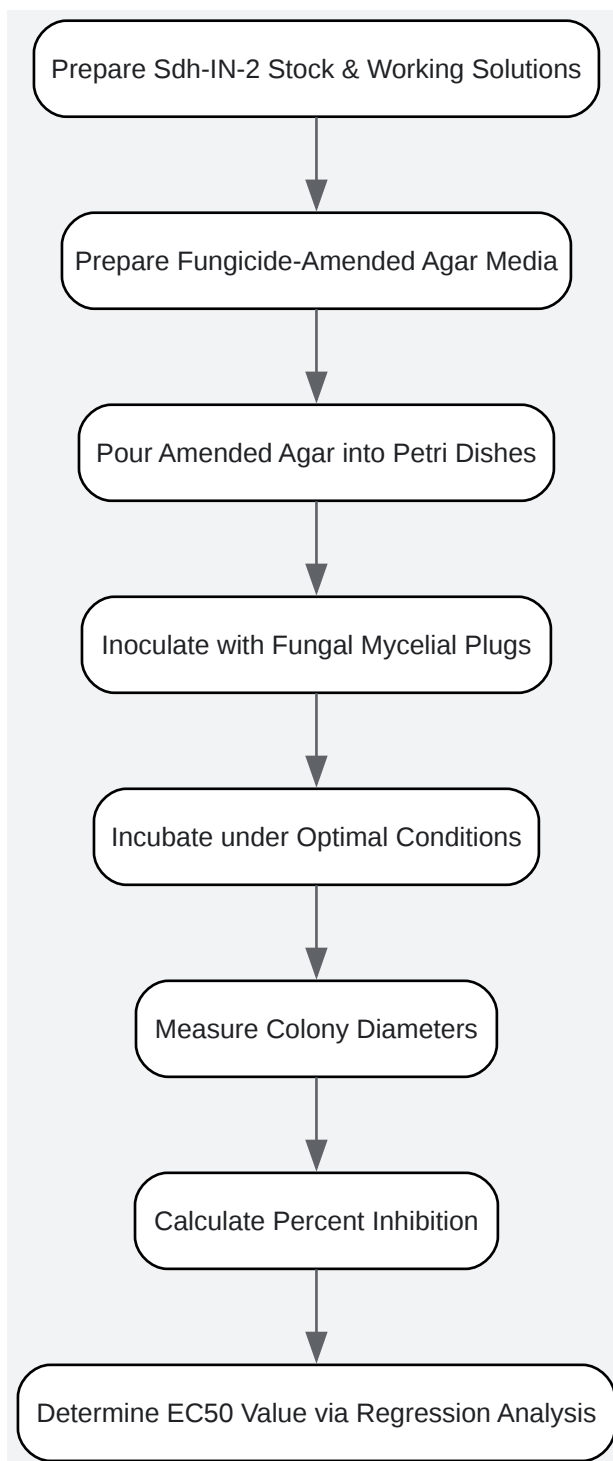 Prepare Sdh-IN-2 Stock & Working Solutions
Prepare Fungicide-Amended Agar Media
Pour Amended Agar into Petri Dishes
Inoculate with Fungal Mycelial Plugs
Incubate under Optimal Conditions
Measure Colony Diameters
Calculate Percent Inhibition
Determine EC50 Value via Regression Analysis